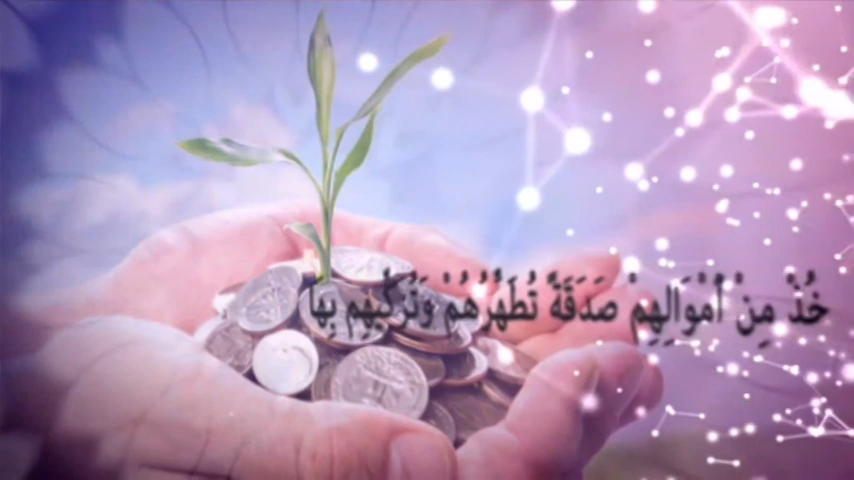 خُذْ مِنْ أَمْوَالِهِمْ صَدَقَةً تُطَهِّرُهُمْ وَتُزَكِّيهِم بِهَا